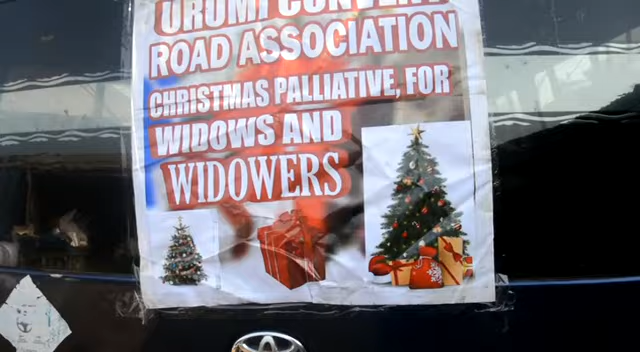 URUMI CONVENT
ROAD ASSOCIATION
CHRISTMAS PALLIATIVE, FOR
WIDOWS AND
WIDOWERS